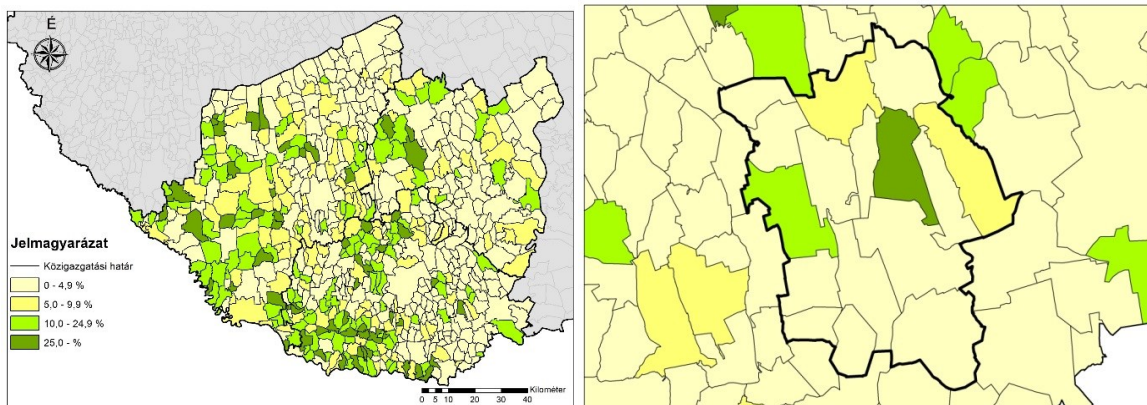 É
Jelmagyarázat
Közigazgatási határ
0 - 4,9 %
5,0 - 9,9 %
10,0 - 24,9 %
25,0 - %
Kilométer
0 5 10 20 30 40